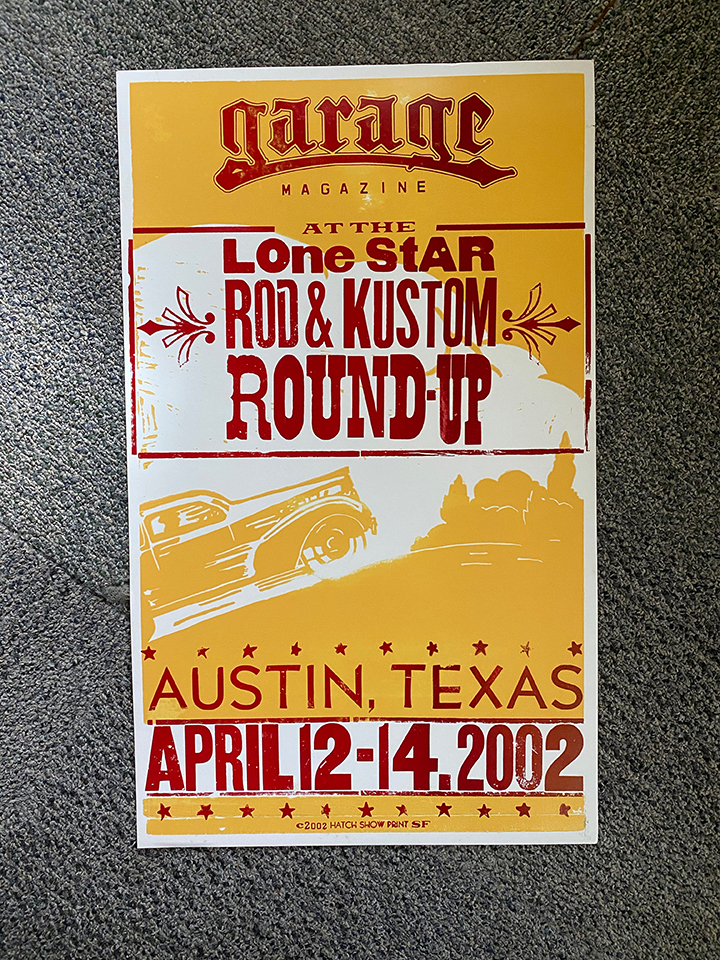 garage
MAGAZINE
AT THE
LOne StAR
ROD & KUSTOM
ROUND-UP
AUSTIN, TEXAS
APRIL 12-14, 2002
c2002 HATCH SHOW PRINT SF